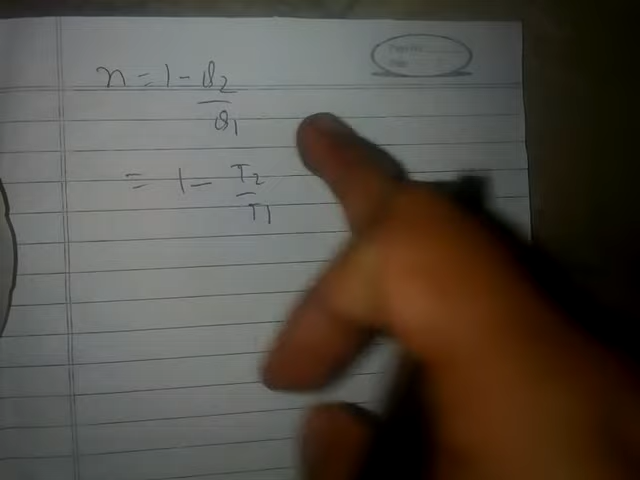 n = 1 - Q2/Q1
= 1 - T2/T1